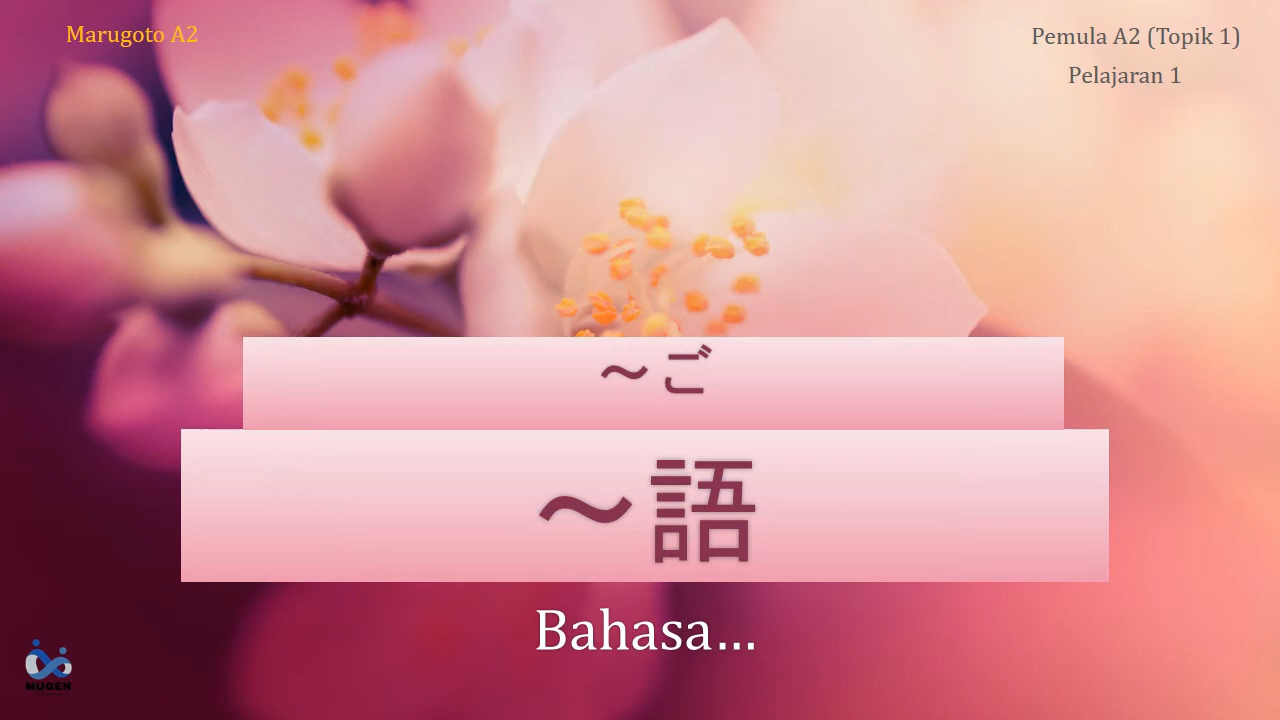 Marugoto A2
Pemula A2 (Topik 1)
Pelajaran 1
～ご
～語
Bahasa...
MUGEN